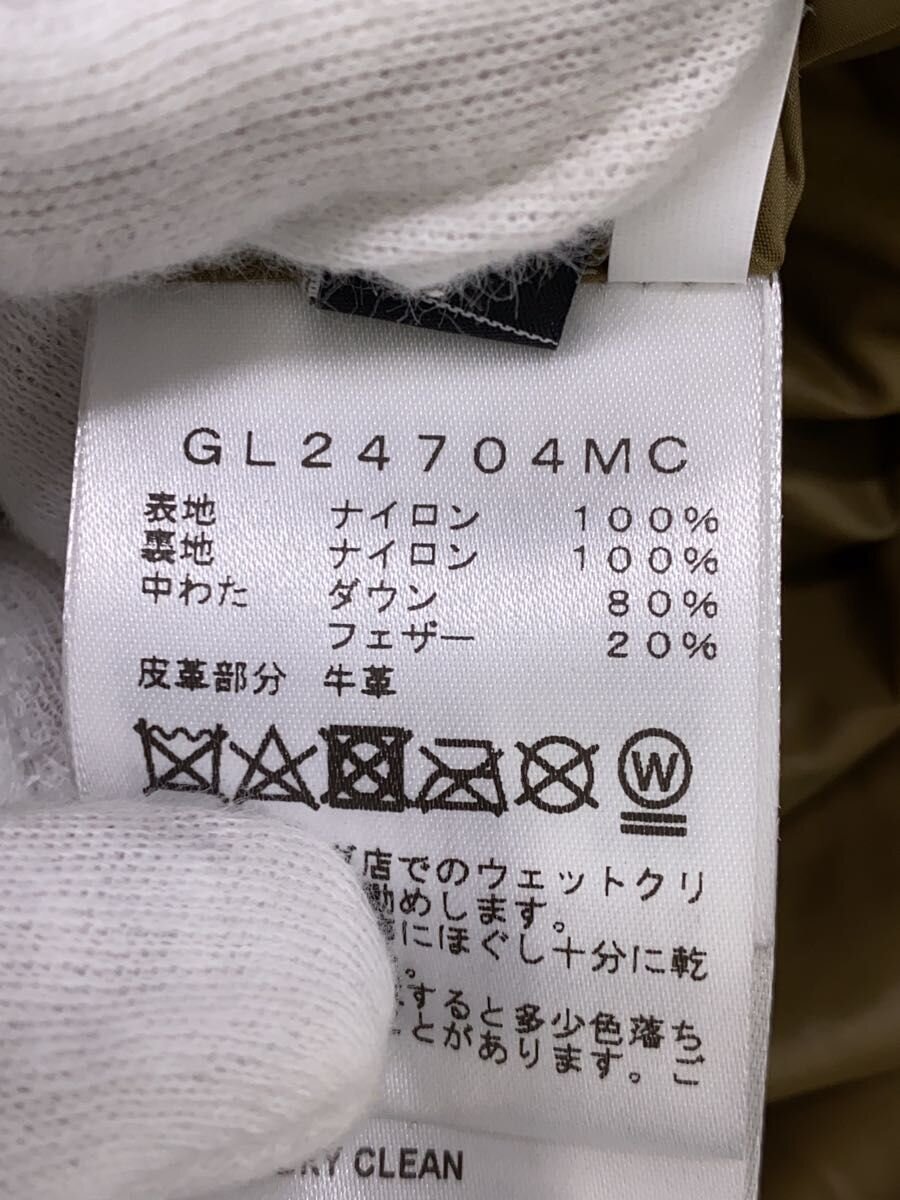 GL24704MC
表地 ナイロン 100%
裏地 ナイロン 100%
中わた ダウン 80%
フェザー 20%
皮革部分 牛革
W
店でのウェットクリ
めします。
にほぐし十分に乾
。
すると多少色落ち
とがあります。ご
DRY CLEAN